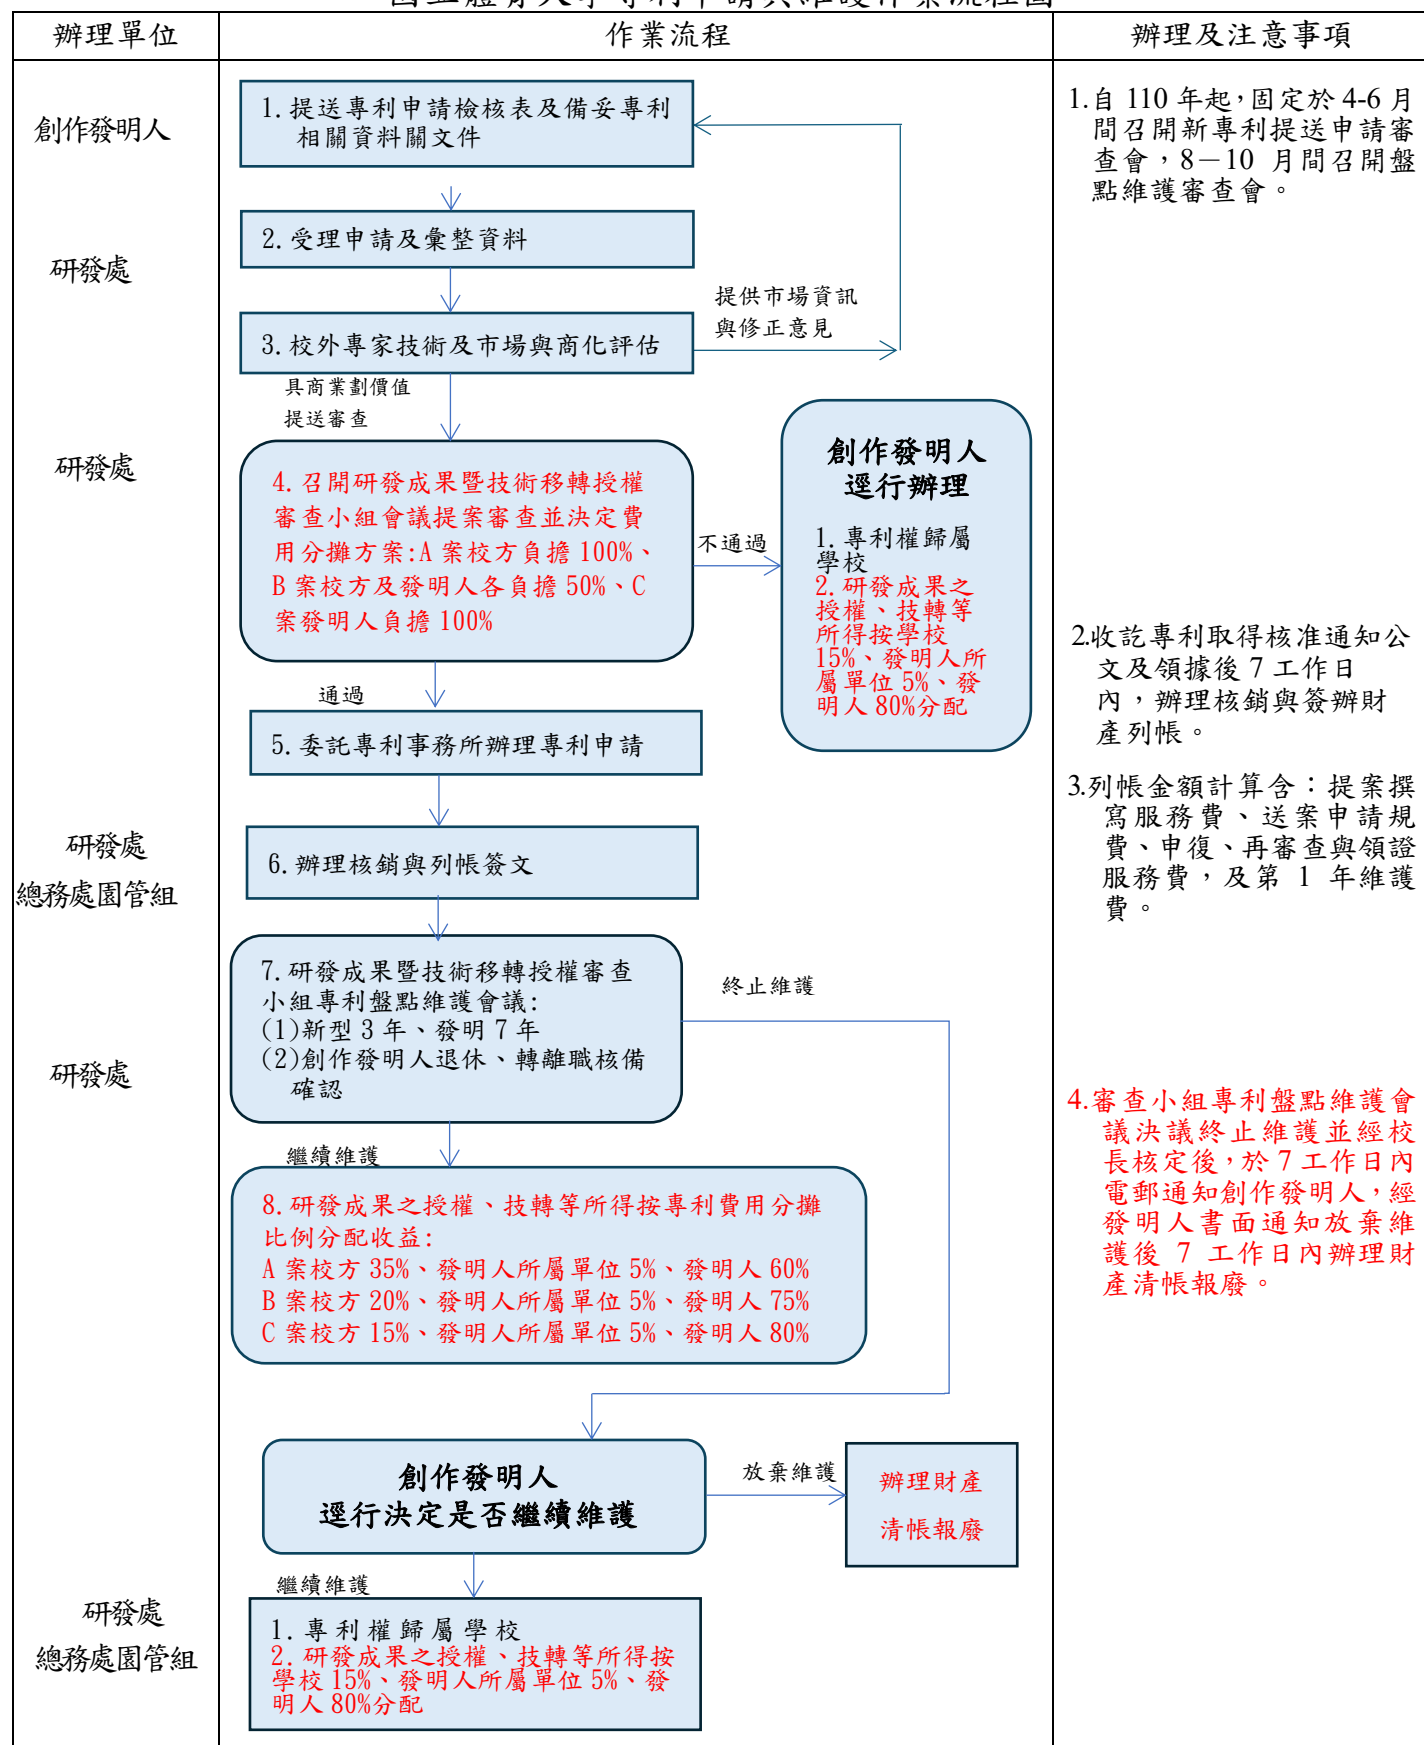 辦理單位
作業流程
辦理及注意事項
創作發明人
1.提送專利申請檢核表及備妥專利
相關資料關文件
1.自 110 年起，固定於 4-6 月
間召開新專利提送申請審
查會，8－10 月間召開盤
點維護審查會。
2.受理申請及彙整資料
研發處
提供市場資訊
與修正意見
3.校外專家技術及市場與商化評估
具商業劃價值
提送審查
研發處
4.召開研發成果暨技術移轉授權
審查小組會議提案審查並決定費
用分攤方案:A 案校方負擔 100%、
B 案校方及發明人各負擔 50%、C
案發明人負擔 100%
不通過
創作發明人
逕行辦理
1.專利權歸屬
學校
2.研發成果之
授權、技轉等
所得按學校
15%、發明人所
屬單位 5%、發
明人 80%分配
2.收訖專利取得核准通知公
文及領據後 7 工作日
內，辦理核銷與簽辦財
產列帳。
通過
5.委託專利事務所辦理專利申請
3.列帳金額計算含：提案撰
寫服務費、送案申請規
費、申復、再審查與領證
服務費，及第 1 年維護
費。
研發處
總務處園管組
6.辦理核銷與列帳簽文
7.研發成果暨技術移轉授權審查
小組專利盤點維護會議:
(1)新型 3 年、發明 7 年
(2)創作發明人退休、轉離職核備
確認
終止維護
研發處
繼續維護
4.審查小組專利盤點維護會
議決議終止維護並經校
長核定後，於 7 工作日內
電郵通知創作發明人，經
發明人書面通知放棄維
護後 7 工作日內辦理財
產清帳報廢。
8.研發成果之授權、技轉等所得按專利費用分攤
比例分配收益:
A 案校方 35%、發明人所屬單位 5%、發明人 60%
B 案校方 20%、發明人所屬單位 5%、發明人 75%
C 案校方 15%、發明人所屬單位 5%、發明人 80%
創作發明人
逕行決定是否繼續維護
放棄維護
辦理財產
清帳報廢
繼續維護
研發處
總務處園管組
1.專利權歸屬學校
2.研發成果之授權、技轉等所得按
學校 15%、發明人所屬單位 5%、發
明人 80%分配